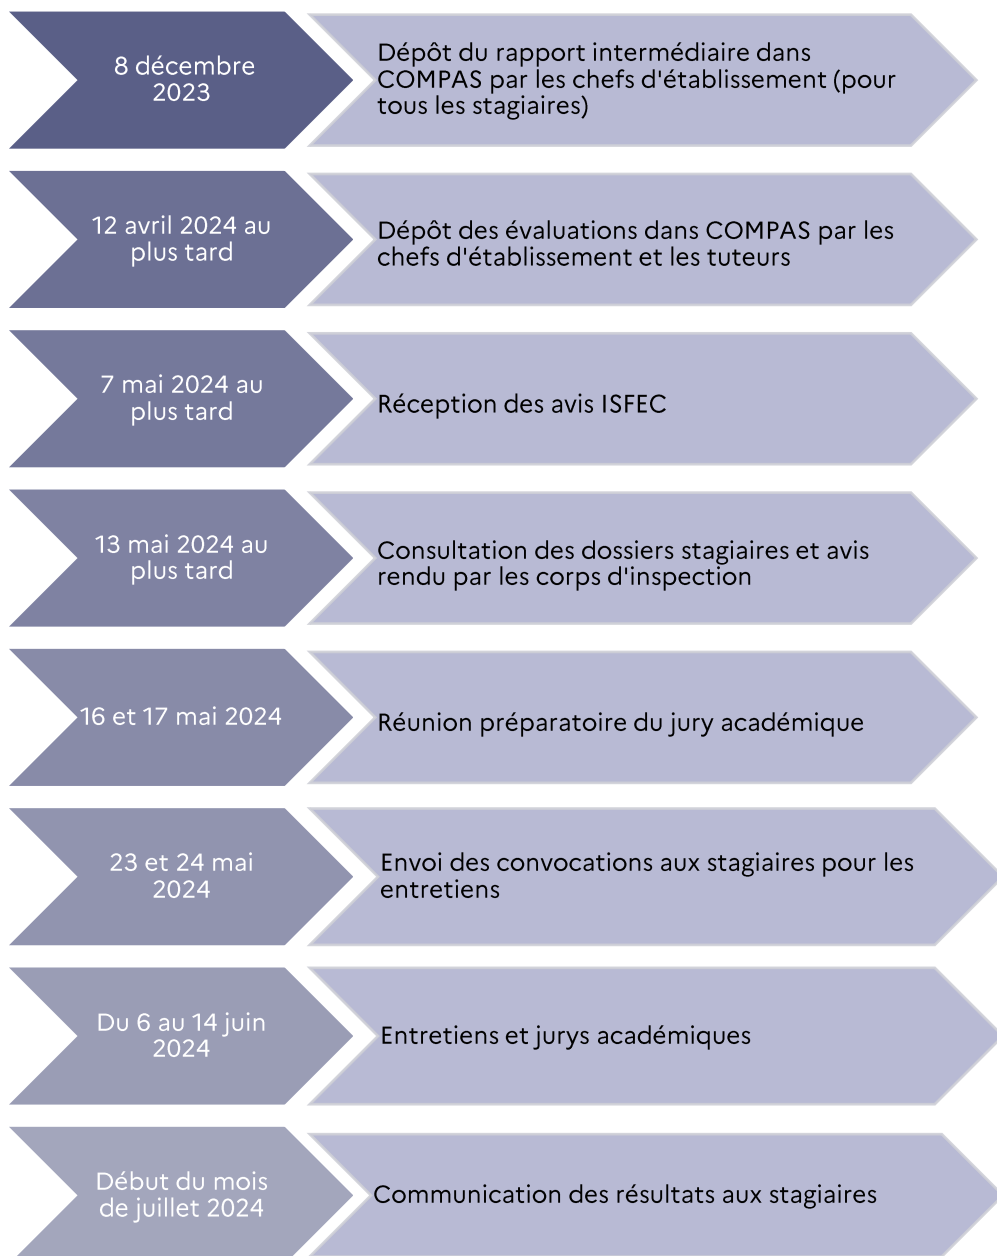 8 décembre
2023
Dépôt du rapport intermédiaire dans
COMPAS par les chefs d'établissement (pour
tous les stagiaires)
12 avril 2024 au
plus tard
Dépôt des évaluations dans COMPAS par les
chefs d'établissement et les tuteurs
7 mai 2024 au
plus tard
Réception des avis ISFEC
13 mai 2024 au
plus tard
Consultation des dossiers stagiaires et avis
rendu par les corps d'inspection
16 et 17 mai 2024
Réunion préparatoire du jury académique
23 et 24 mai
2024
Envoi des convocations aux stagiaires pour les
entretiens
Du 6 au 14 juin
2024
Entretiens et jurys académiques
Début du mois
de juillet 2024
Communication des résultats aux stagiaires